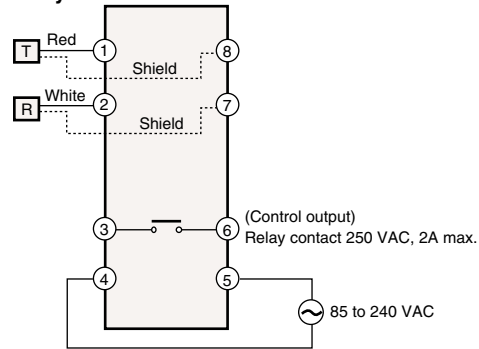 T
Red
1
8
Shield
R
White
2
7
Shield
3
6
(Control output)
Relay contact 250 VAC, 2A max.
4
5
85 to 240 VAC